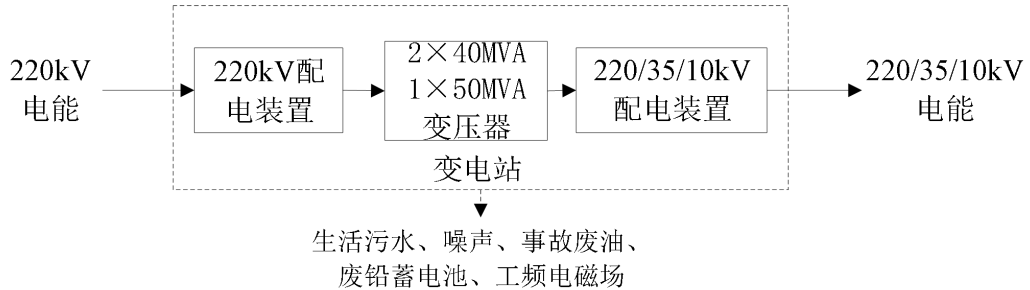 220kV
电能
220kV配
电装置
2×40MVA
1×50MVA
变压器
220/35/10kV
配电装置
220/35/10kV
电能
变电站
生活污水、噪声、事故废油、
废铅蓄电池、工频电磁场